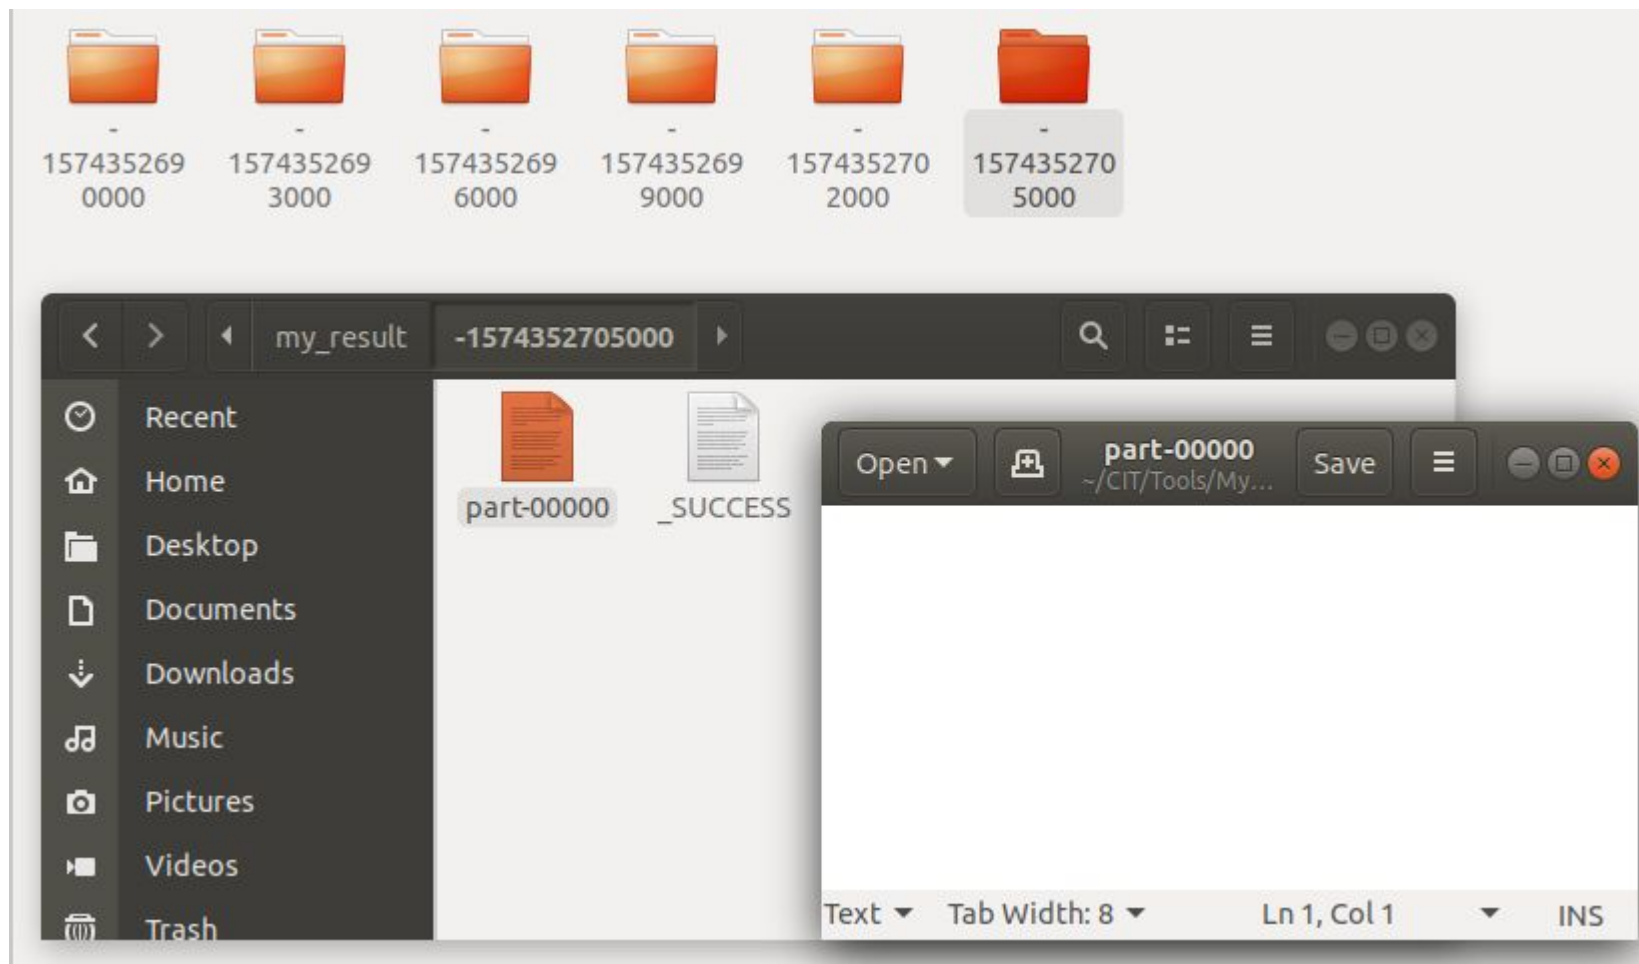 -
157435269
0000
-
157435269
3000
-
157435269
6000
-
157435269
9000
-
157435270
2000
-
157435270
5000
my_result
-1574352705000
Recent
Home
Desktop
Documents
Downloads
Music
Pictures
Videos
Trash
part-00000
_SUCCESS
Open
part-00000
~/CIT/Tools/My...
Save
Text
Tab Width: 8
Ln 1, Col 1
INS